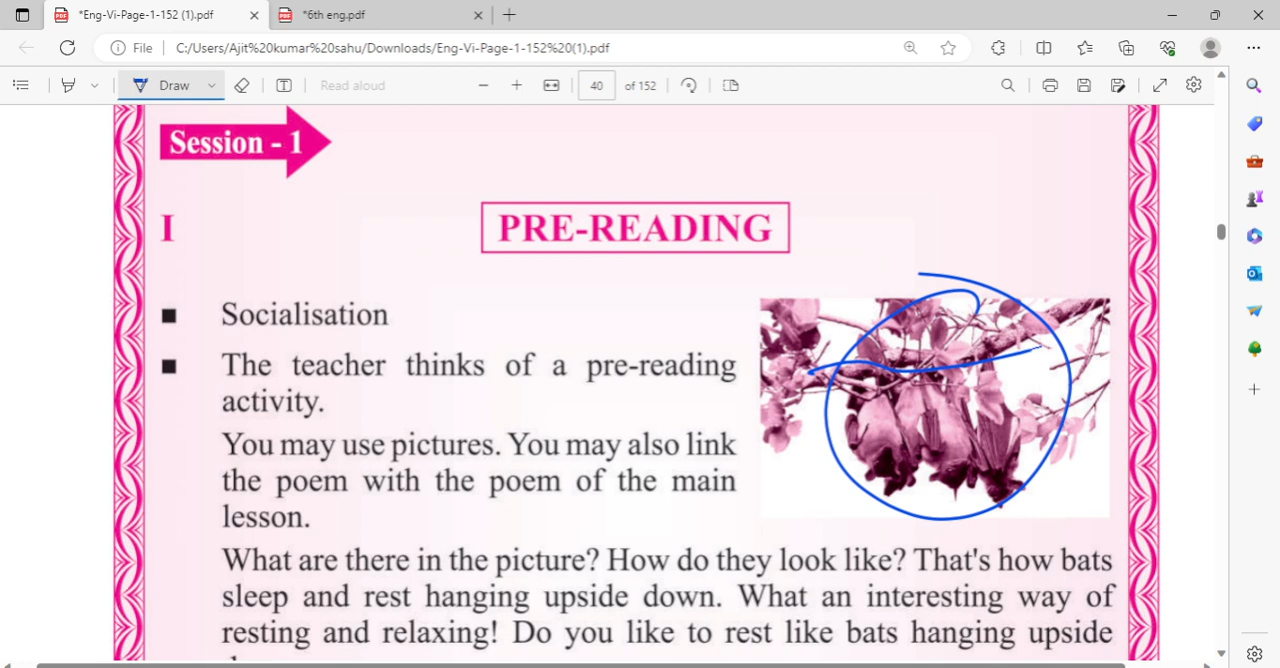 *Eng-Vi-Page-1-152 (1).pdf
*6th eng.pdf
File
C:/Users/Ajit%20kumar%20sahu/Downloads/Eng-Vi-Page-1-152%20(1).pdf
Draw
Read aloud
40 of 152
Session - 1
I PRE-READING
■ Socialisation
■ The teacher thinks of a pre-reading
activity.
You may use pictures. You may also link
the poem with the poem of the main
lesson.
What are there in the picture? How do they look like? That's how bats
sleep and rest hanging upside down. What an interesting way of
resting and relaxing! Do you like to rest like bats hanging upside